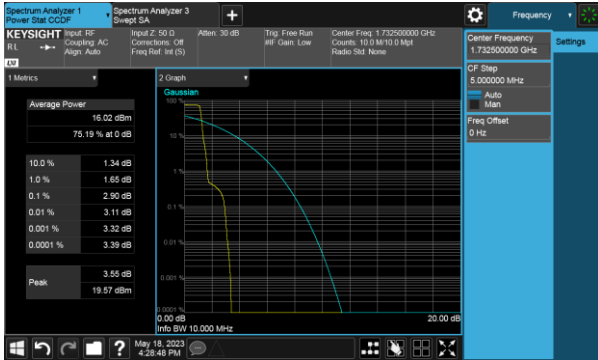 Spectrum Analyzer 1
Power Stat CCDF
Spectrum Analyzer 3
Swept SA
Frequency
KEYSIGHT
RL
Input: RF
Coupling: AC
Align: Auto
Input Z: 50 Ω
Corrections: Off
Freq Ref: Int (S)
Atten: 30 dB
Trig: Free Run
#IF Gain: Low
Center Freq: 1.732500000 GHz
Counts: 10.0 M/10.0 Mpt
Radio Std: None
LXI
Center Frequency
1.732500000 GHz
Settings
CF Step
5.000000 MHz
Auto
Man
Freq Offset
0 Hz
1 Metrics
Average Power
16.02 dBm
75.19 % at 0 dB
10.0 % 1.34 dB
1.0 % 1.65 dB
0.1 % 2.90 dB
0.01 % 3.11 dB
0.001 % 3.32 dB
0.0001 % 3.39 dB
Peak
3.55 dB
19.57 dBm
2 Graph
Gaussian
100 %
10 %
1 %
0.1 %
0.01 %
0.001 %
0.0001 %
0.00 dB
20.00 dB
Info BW 10.000 MHz
May 18, 2023
4:28:48 PM